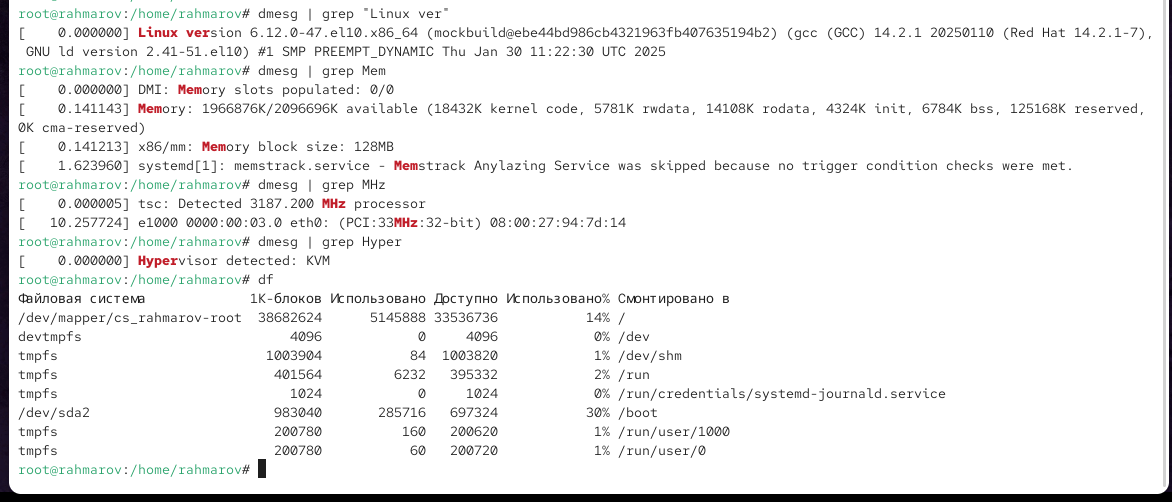 root@rahmarov:/home/rahmarov# dmesg | grep "Linux ver"
[    0.000000] Linux version 6.12.0-47.el10.x86_64 (mockbuild@ebe44bd986cb4321963fb407635194b2) (gcc (GCC) 14.2.1 20250110 (Red Hat 14.2.1-7),
 GNU ld version 2.41-51.el10) #1 SMP PREEMPT_DYNAMIC Thu Jan 30 11:22:30 UTC 2025
root@rahmarov:/home/rahmarov# dmesg | grep Mem
[    0.000000] DMI: Memory slots populated: 0/0
[    0.141143] Memory: 1966876K/2096696K available (18432K kernel code, 5781K rwdata, 14108K rodata, 4324K init, 6784K bss, 125168K reserved,
0K cma-reserved)
[    0.141213] x86/mm: Memory block size: 128MB
[    1.623960] systemd[1]: memstrack.service - Memstrack Anylazing Service was skipped because no trigger condition checks were met.
root@rahmarov:/home/rahmarov# dmesg | grep MHz
[    0.000005] tsc: Detected 3187.200 MHz processor
[   10.257724] e1000 0000:00:03.0 eth0: (PCI:33MHz:32-bit) 08:00:27:94:7d:14
root@rahmarov:/home/rahmarov# dmesg | grep Hyper
[    0.000000] Hypervisor detected: KVM
root@rahmarov:/home/rahmarov# df
Файловая система             1K-блоков Использовано Доступно Использовано% Смонтировано в
/dev/mapper/cs_rahmarov-root  38682624      5145888 33536736           14% /
devtmpfs                          4096            0     4096            0% /dev
tmpfs                          1003904           84  1003820            1% /dev/shm
tmpfs                           401564         6232   395332            2% /run
tmpfs                             1024            0     1024            0% /run/credentials/systemd-journald.service
/dev/sda2                       983040       285716   697324           30% /boot
tmpfs                           200780          160   200620            1% /run/user/1000
tmpfs                           200780           60   200720            1% /run/user/0
root@rahmarov:/home/rahmarov#